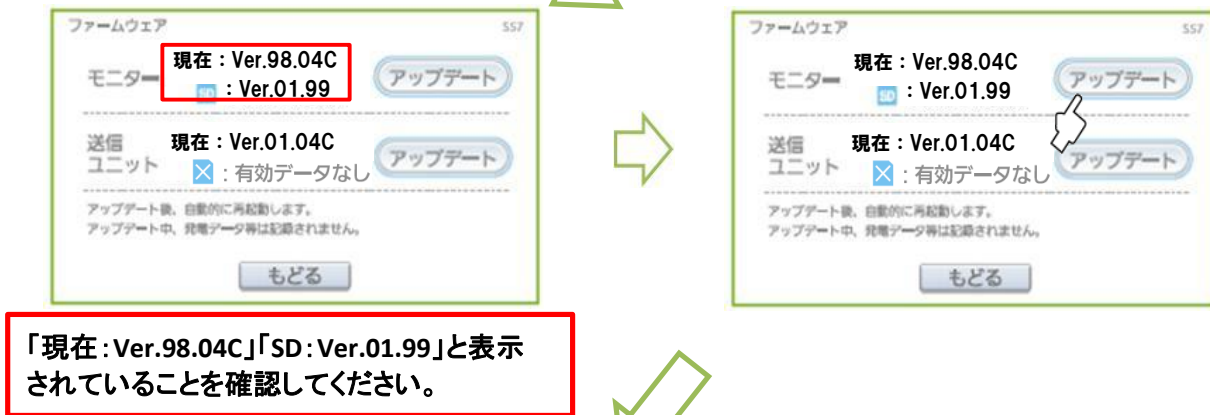 ファームウェア SS7
モニター 現在：Ver.98.04C アップデート
SD：Ver.01.99
送信 現在：Ver.01.04C アップデート
ユニット ：有効データなし
アップデート後、自動的に再起動します。
アップデート中、発電データ等は記録されません。
もどる
「現在：Ver.98.04C」「SD：Ver.01.99」と表示
されていることを確認してください。
ファームウェア SS7
モニター 現在：Ver.98.04C アップデート
SD：Ver.01.99
送信 現在：Ver.01.04C アップデート
ユニット ：有効データなし
アップデート後、自動的に再起動します。
アップデート中、発電データ等は記録されません。
もどる